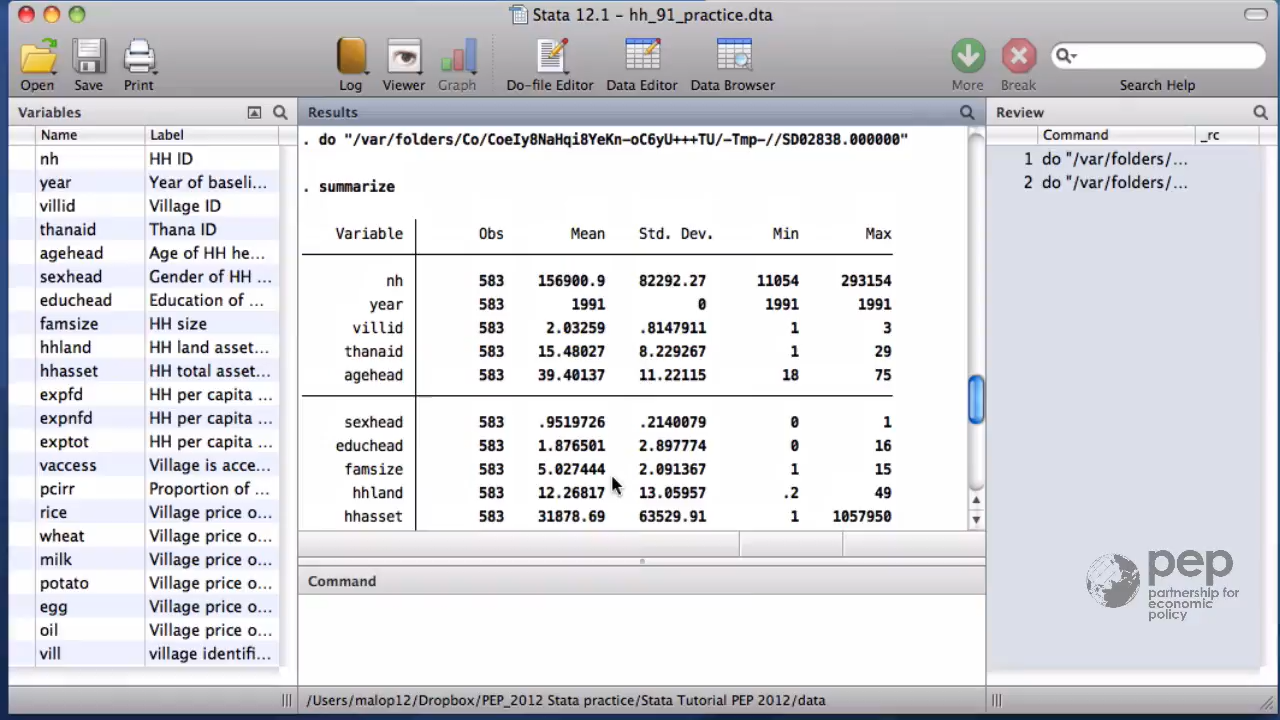 Stata 12.1 - hh_91_practice.dta
Open Save Print Log Viewer Graph Do-file Editor Data Editor Data Browser More Break Search Help
Variables
Name Label
nh HH ID
year Year of baseli...
villid Village ID
thanaid Thana ID
agehead Age of HH he...
sexhead Gender of HH ...
educhead Education of ...
famsize HH size
hhland HH land asset...
hhasset HH total asset...
expfd HH per capita ...
expnfd HH per capita ...
exptot HH per capita ...
vaccess Village is acce...
pcirr Proportion of ...
rice Village price o...
wheat Village price o...
milk Village price o...
potato Village price o...
egg Village price o...
oil Village price o...
vill village identifi...
Results
. do "/var/folders/Co/CoeIy8NaHqi8YeKn-oC6yU+++TU/-Tmp-//SD02838.000000"
. summarize
Variable Obs Mean Std. Dev. Min Max
nh 583 156900.9 82292.27 11054 293154
year 583 1991 0 1991 1991
villid 583 2.03259 .8147911 1 3
thanaid 583 15.48027 8.229267 1 29
agehead 583 39.40137 11.22115 18 75
sexhead 583 .9519726 .2140079 0 1
educhead 583 1.876501 2.897774 0 16
famsize 583 5.027444 2.091367 1 15
hhland 583 12.26817 13.05957 .2 49
hhasset 583 31878.69 63529.91 1 1057950
Command
Review
Command _rc
1 do "/var/folders/...
2 do "/var/folders/...
pep
partnership for
economic
policy
/Users/malop12/Dropbox/PEP_2012 Stata practice/Stata Tutorial PEP 2012/data